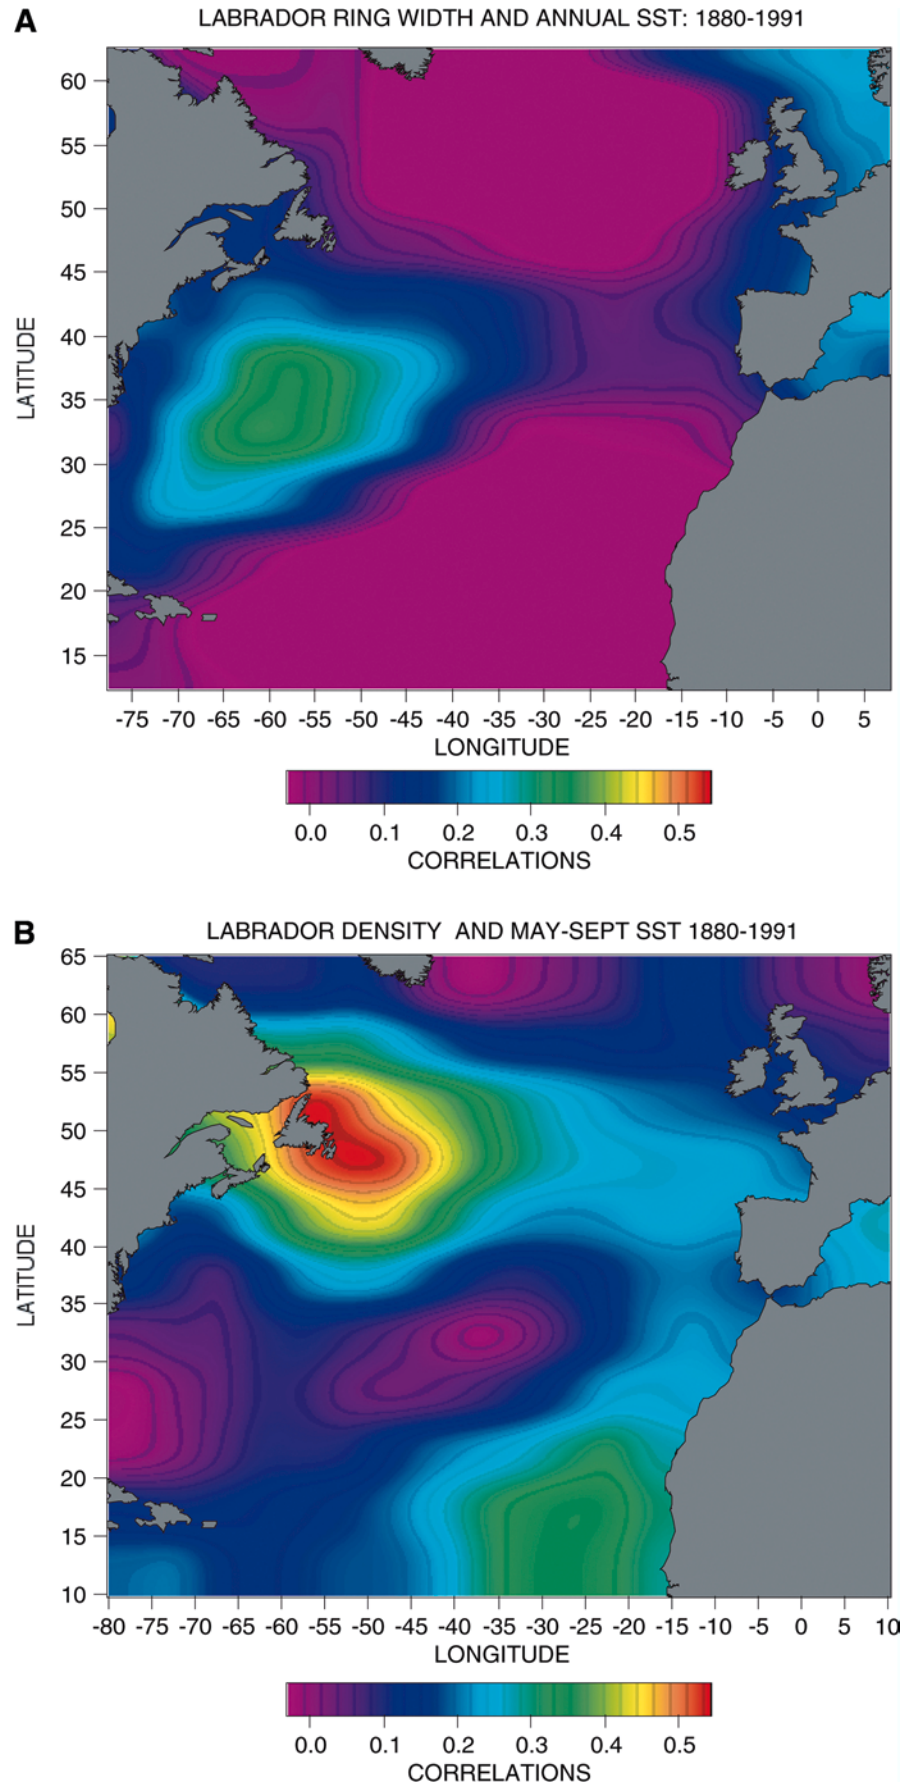 A
LABRADOR RING WIDTH AND ANNUAL SST: 1880-1991
LATITUDE
60
55
50
45
40
35
30
25
20
15
-75 -70 -65 -60 -55 -50 -45 -40 -35 -30 -25 -20 -15 -10 -5 0 5
LONGITUDE
0.0 0.1 0.2 0.3 0.4 0.5
CORRELATIONS
B
LABRADOR DENSITY AND MAY-SEPT SST 1880-1991
LATITUDE
65
60
55
50
45
40
35
30
25
20
15
10
-80 -75 -70 -65 -60 -55 -50 -45 -40 -35 -30 -25 -20 -15 -10 -5 0 5 10
LONGITUDE
0.0 0.1 0.2 0.3 0.4 0.5
CORRELATIONS